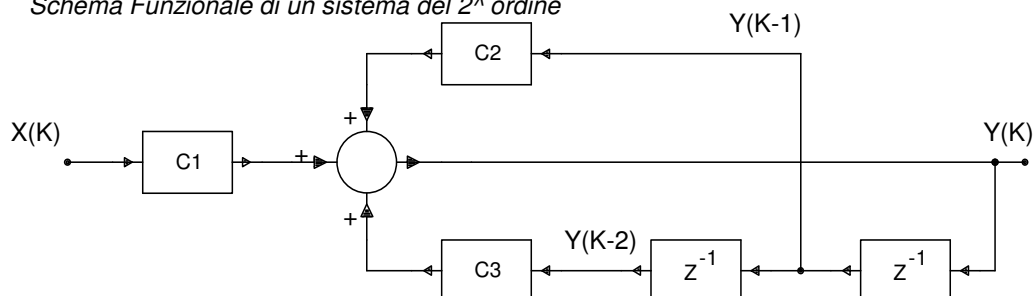 Schema Funzionale di un sistema del 2^ ordine
Y(K-1)
C2
+
X(K)
Y(K)
C1
+
+
Y(K-2)
C3
Z-1
Z-1